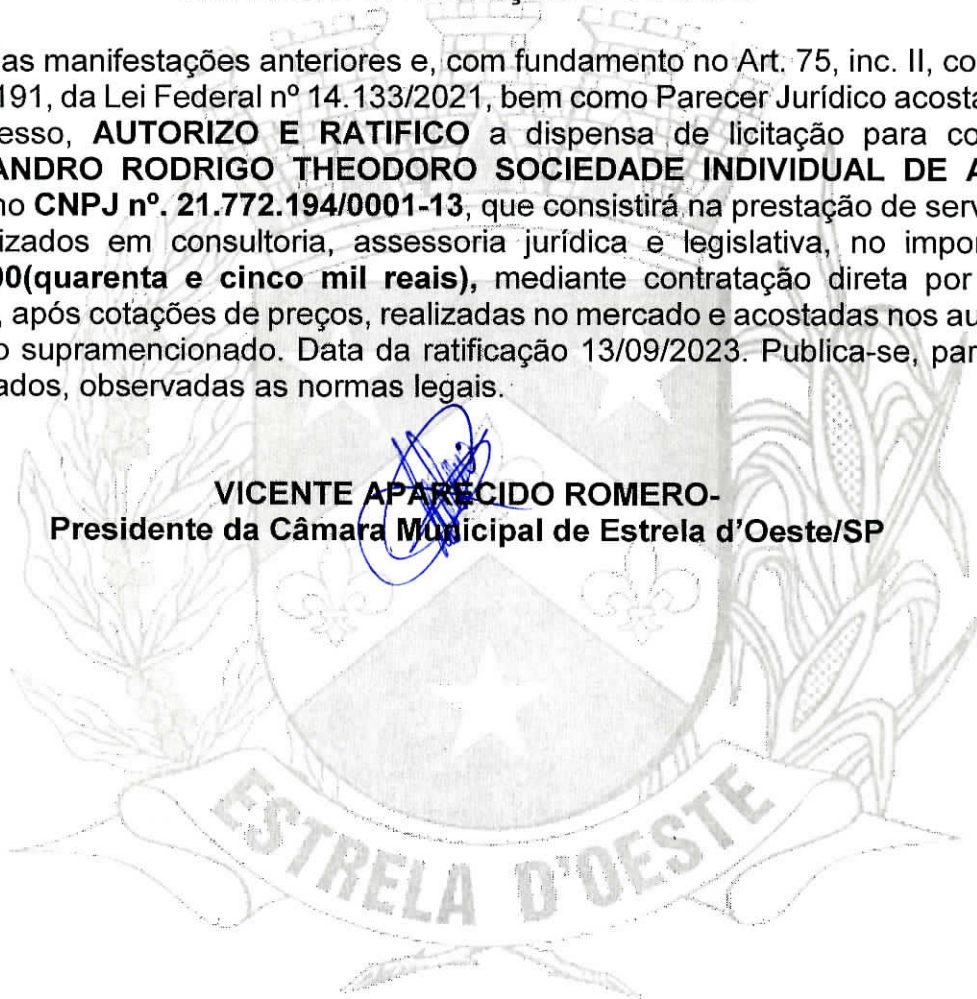 as manifestações anteriores e, com fundamento no Art. 75, inc. II, co
191, da Lei Federal nº 14.133/2021, bem como Parecer Jurídico acosta
esso, AUTORIZO E RATIFICO a dispensa de licitação para co
ANDRO RODRIGO THEODORO SOCIEDADE INDIVIDUAL DE A
no CNPJ nº. 21.772.194/0001-13, que consistirá na prestação de serv
izados em consultoria, assessoria jurídica e legislativa, no impor
00(quarenta e cinco mil reais), mediante contratação direta por
, após cotações de preços, realizadas no mercado e acostadas nos au
o supramencionado. Data da ratificação 13/09/2023. Publica-se, par
ados, observadas as normas legais.
VICENTE APARECIDO ROMERO-
Presidente da Câmara Municipal de Estrela d'Oeste/SP
ESTRELA D'OESTE